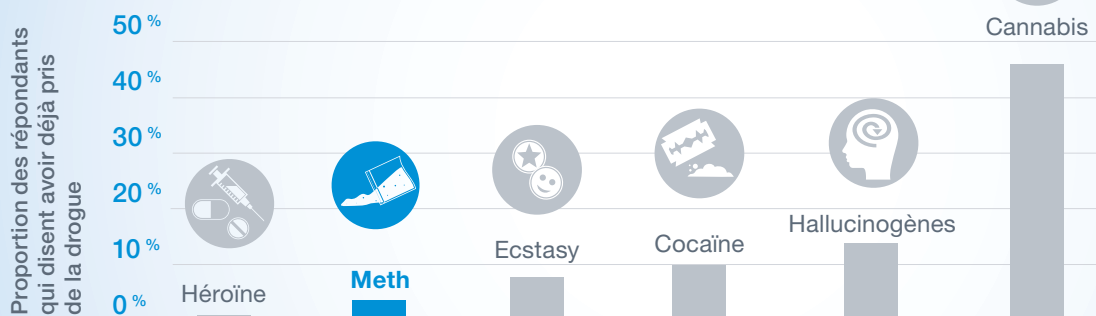 Proportion des répondants
qui disent avoir déjà pris
de la drogue
50 %
40 %
30 %
20 %
10 %
0 %
Héroïne
Meth
Ecstasy
Cocaïne
Hallucinogènes
Cannabis